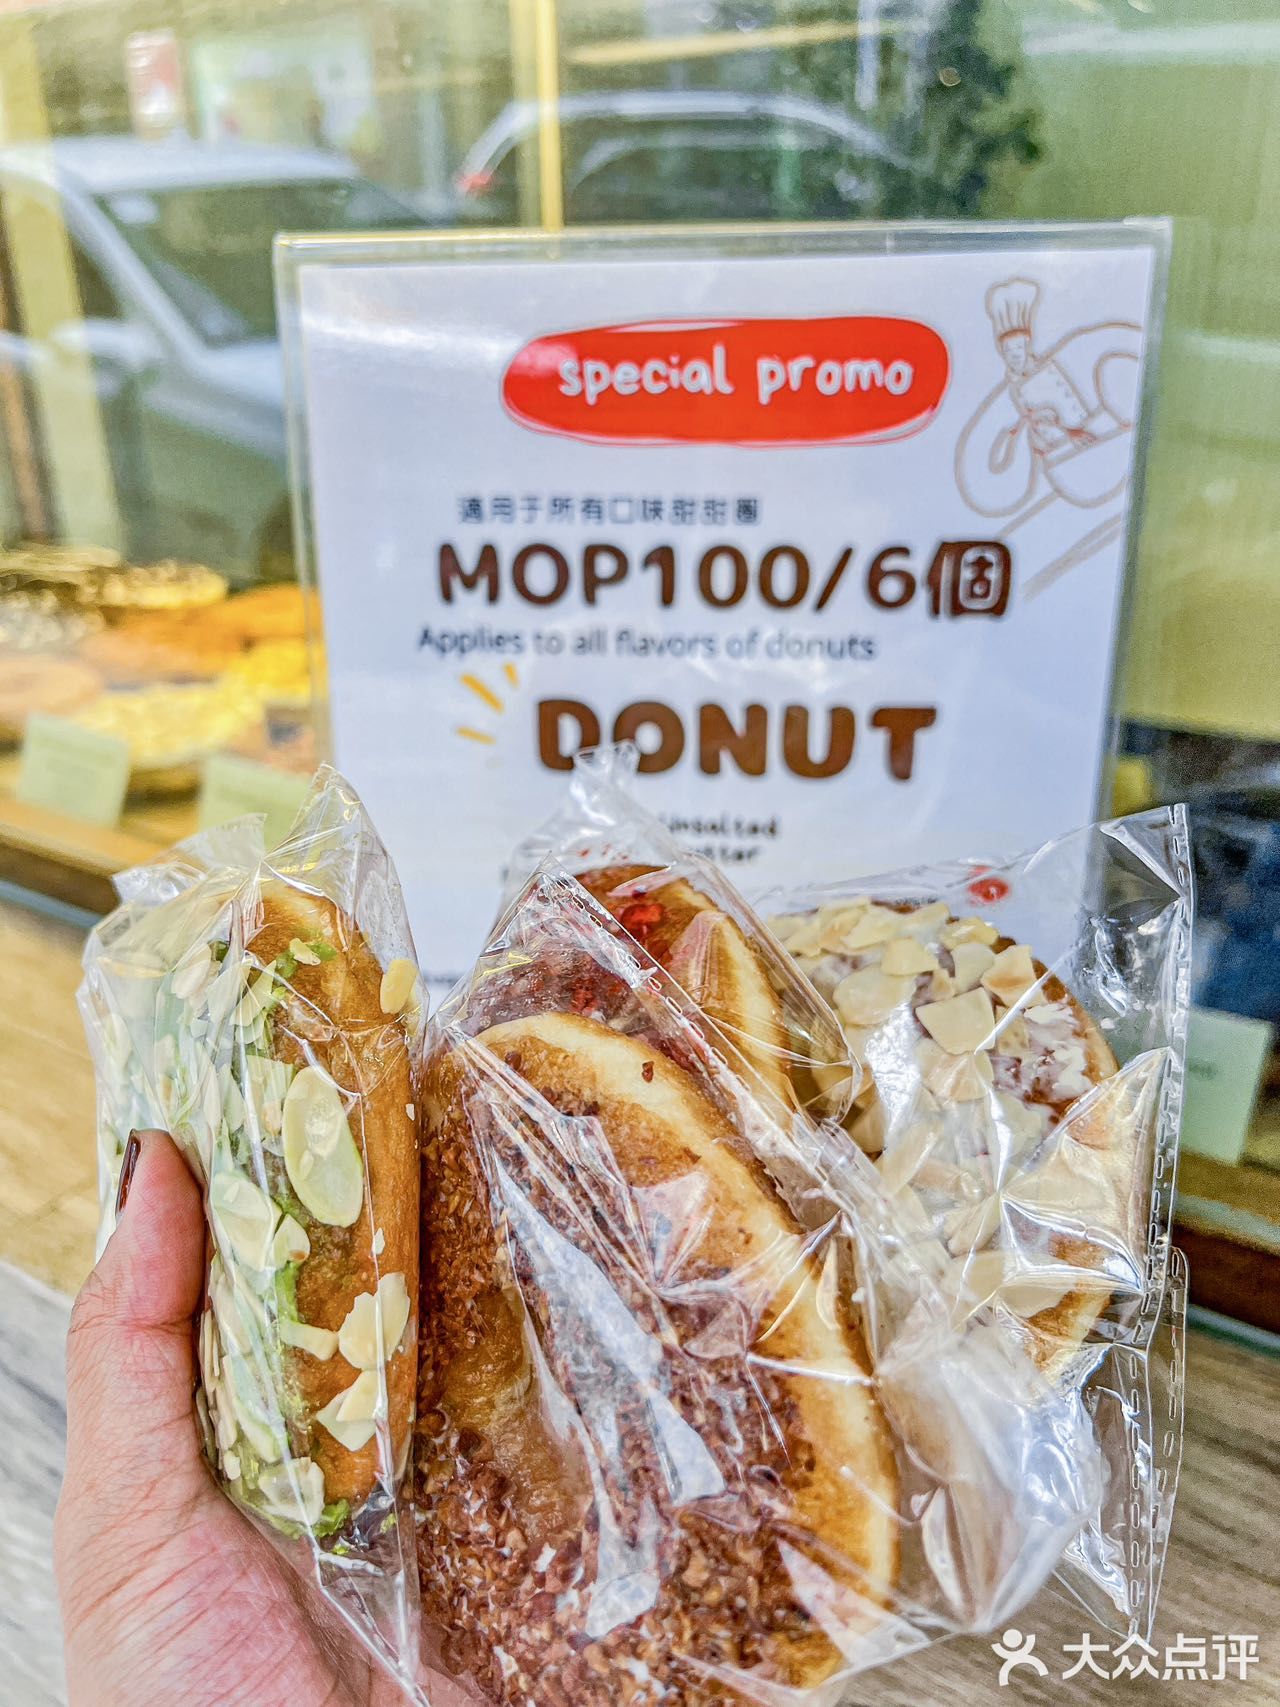 special promo
適用于所有口味甜甜圈
MOP100/6個
Applies to all flavors of donuts
DONUT
Unsalted
大众点评